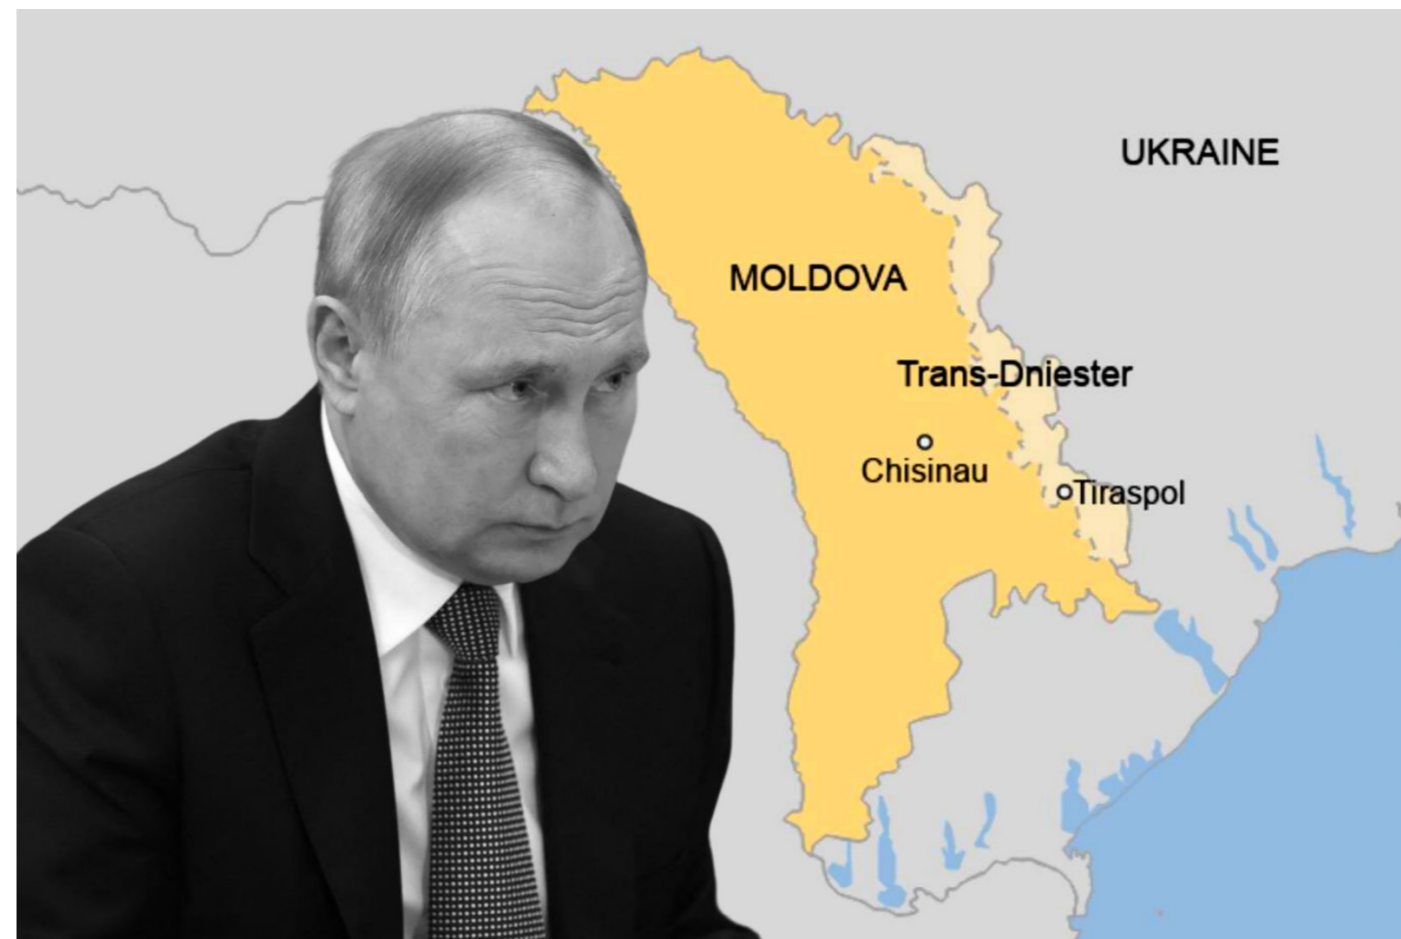 UKRAINE
MOLDOVA
Trans-Dniester
Chisinau
Tiraspol